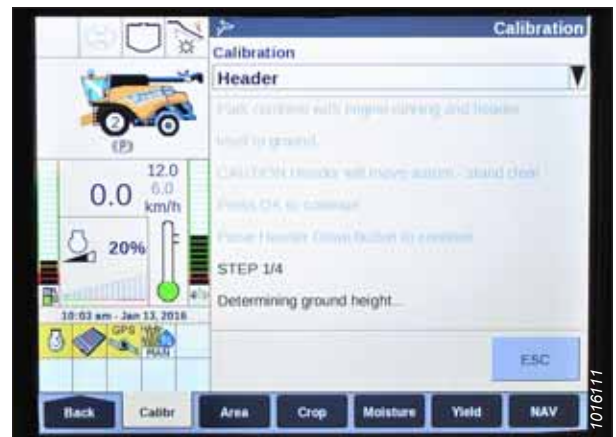 Calibration
Calibration
Header
Park combine with engine running and header
level to ground.
CAUTION Header will move autom - stand clear
Press OK to continue
Press Header Down Button to continue
STEP 1/4
Determining ground height...
ESC
2
(P)
12.0
0.0
6.0
km/h
20%
10:03 am - Jan 13, 2016
GPS
MAN
Back
Calibr
Area
Crop
Moisture
Yield
NAV
1016111